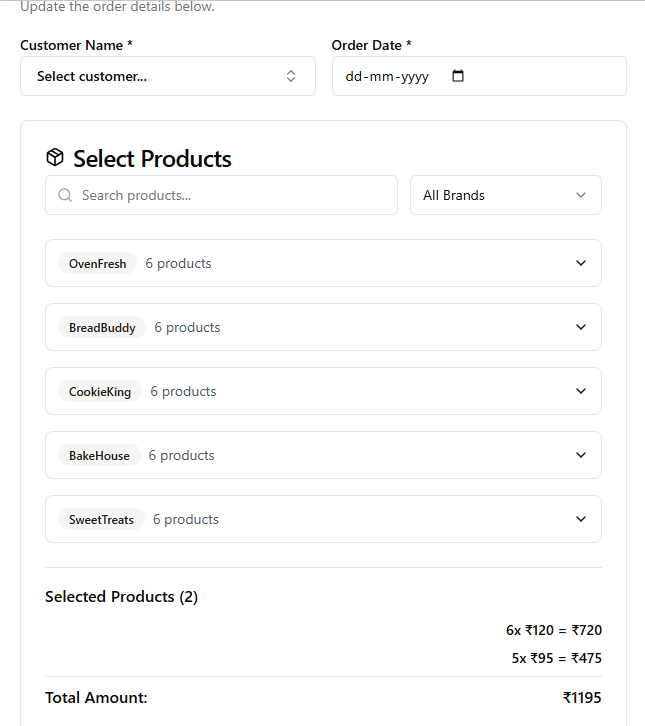 Update the order details below.
Customer Name * Order Date *
Select customer... dd-mm-yyyy
Select Products
Search products... All Brands
OvenFresh 6 products
BreadBuddy 6 products
CookieKing 6 products
BakeHouse 6 products
SweetTreats 6 products
Selected Products (2)
6x ₹120 = ₹720
5x ₹95 = ₹475
Total Amount: ₹1195